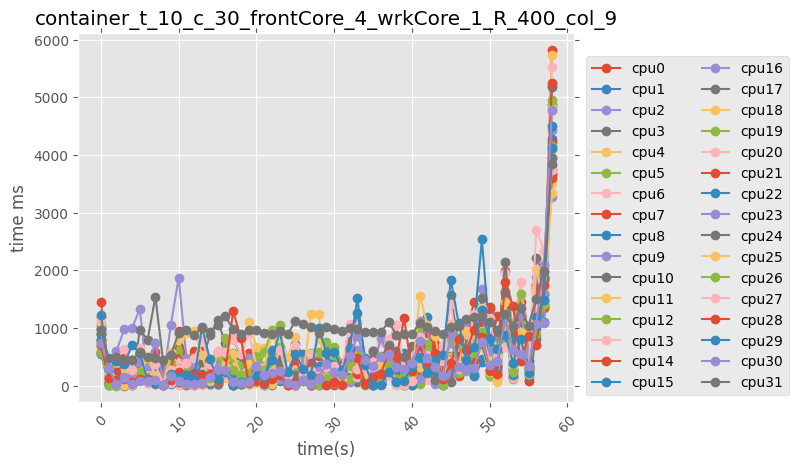 container_t_10_c_30_frontCore_4_wrkCore_1_R_400_col_9
time ms
6000
5000
4000
3000
2000
1000
0
0
10
20
30
40
50
60
time(s)
cpu0
cpu1
cpu2
cpu3
cpu4
cpu5
cpu6
cpu7
cpu8
cpu9
cpu10
cpu11
cpu12
cpu13
cpu14
cpu15
cpu16
cpu17
cpu18
cpu19
cpu20
cpu21
cpu22
cpu23
cpu24
cpu25
cpu26
cpu27
cpu28
cpu29
cpu30
cpu31